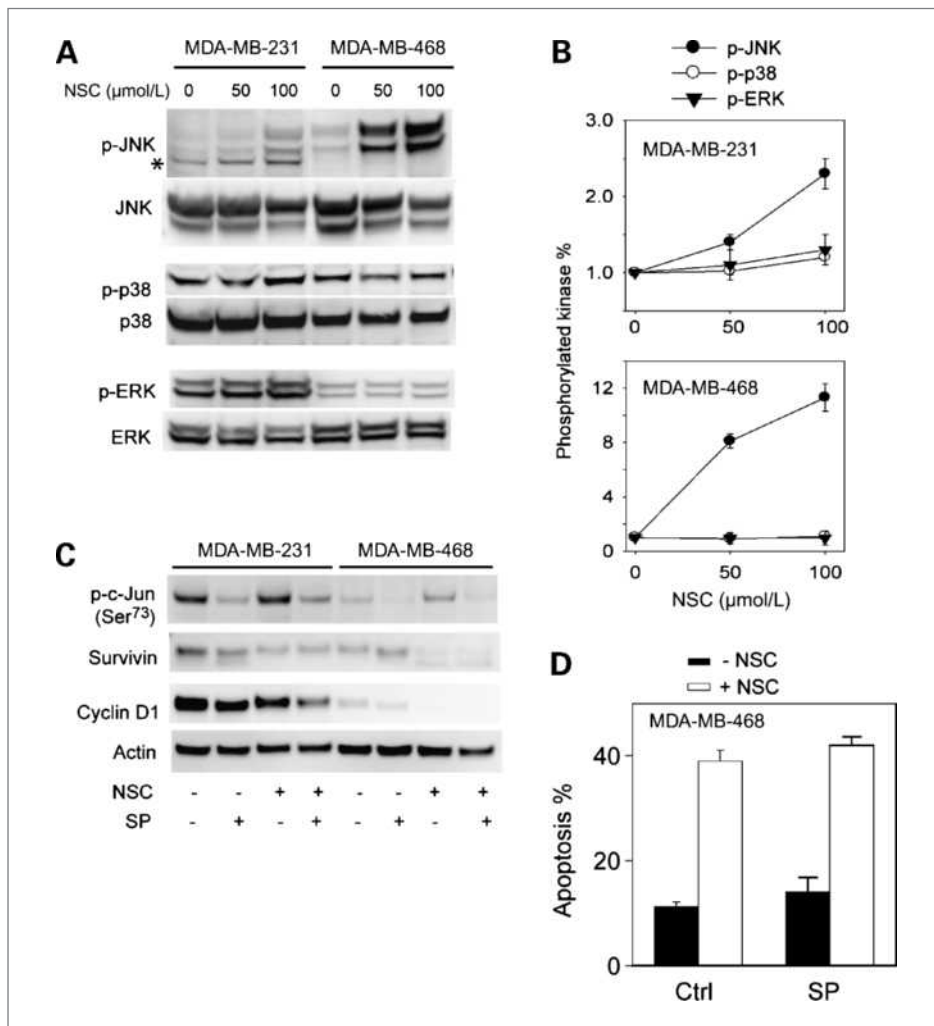 A
MDA-MB-231 MDA-MB-468
NSC (µmol/L) 0 50 100 0 50 100
p-JNK
*
JNK
p-p38
p38
p-ERK
ERK
B
p-JNK
p-p38
p-ERK
3.0
MDA-MB-231
2.0
1.0
0 50 100
Phosphorylated kinase %
12
MDA-MB-468
8
4
0
0 50 100
NSC (µmol/L)
C
MDA-MB-231 MDA-MB-468
p-c-Jun
(Ser⁷³)
Survivin
Cyclin D1
Actin
NSC - - + + - - + +
SP - + - + - + - +
D
- NSC
+ NSC
MDA-MB-468
40
20
0
Apoptosis %
Ctrl SP